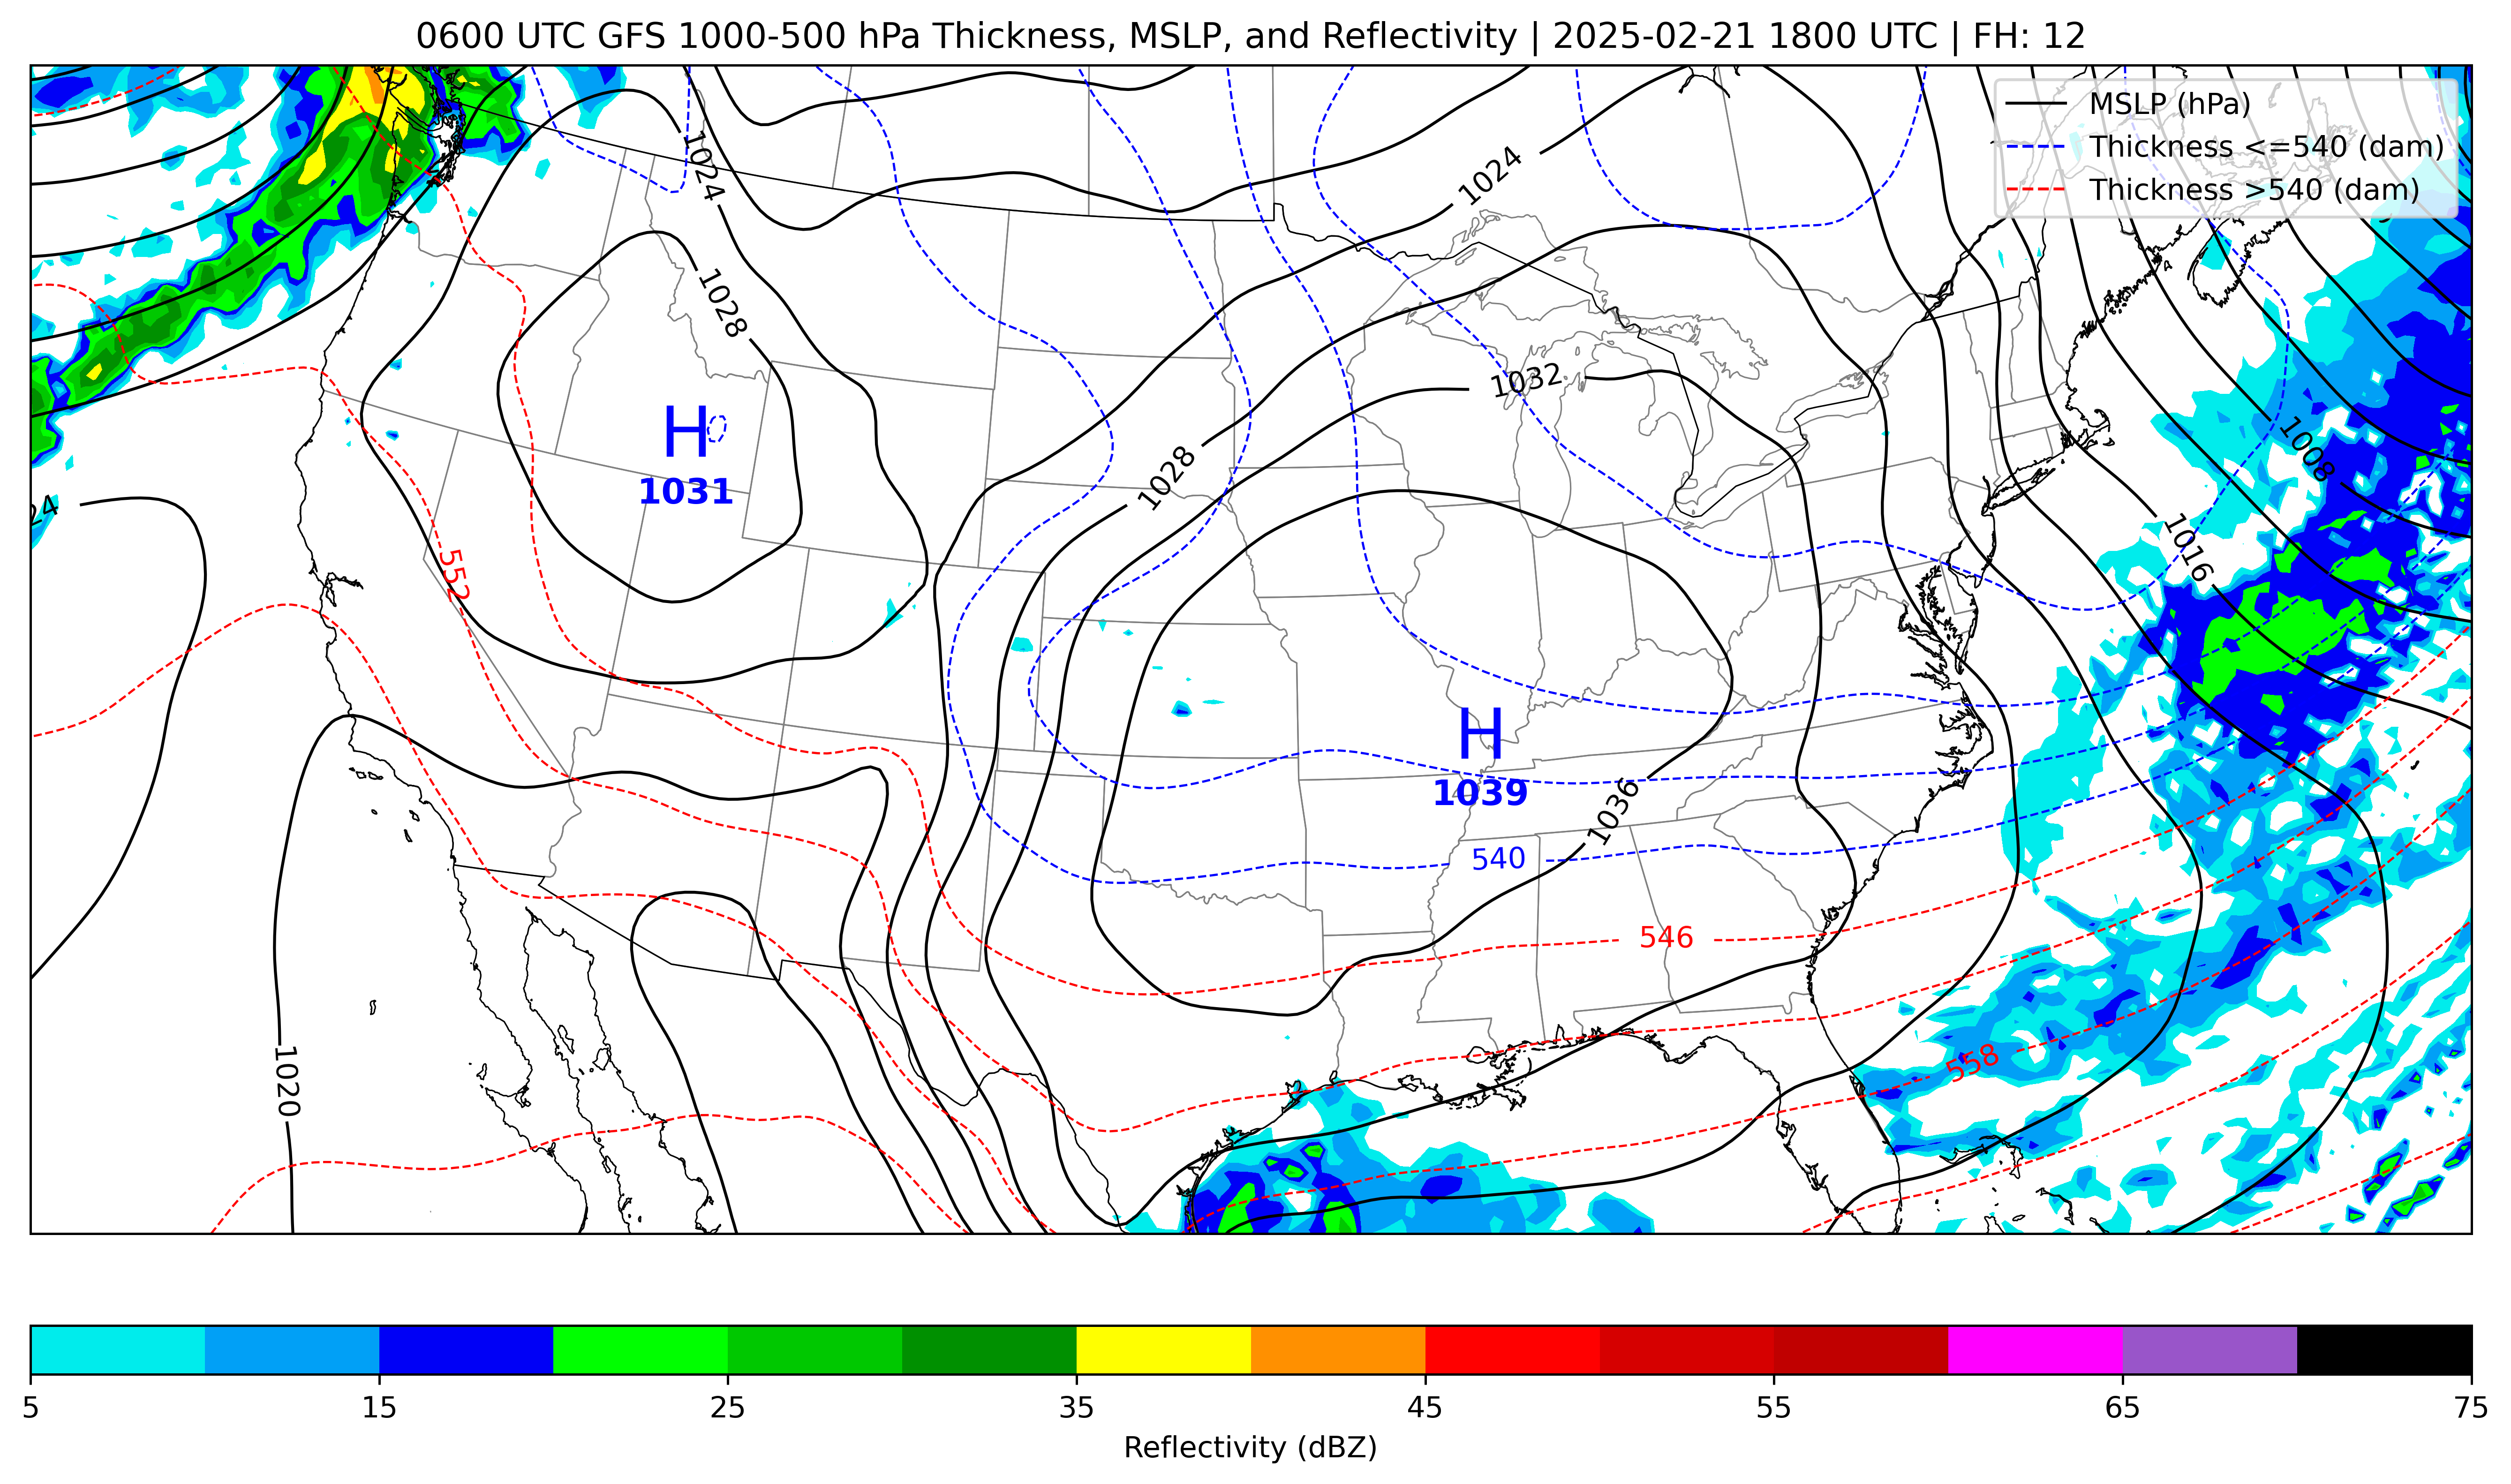 0600 UTC GFS 1000-500 hPa Thickness, MSLP, and Reflectivity | 2025-02-21 1800 UTC | FH: 12
MSLP (hPa)
Thickness <=540 (dam)
Thickness >540 (dam)
1024
1024
1028
1032
H
1031
1028
1008
24
1016
552
H
1039
1036
540
546
558
1020
5 15 25 35 45 55 65 75
Reflectivity (dBZ)